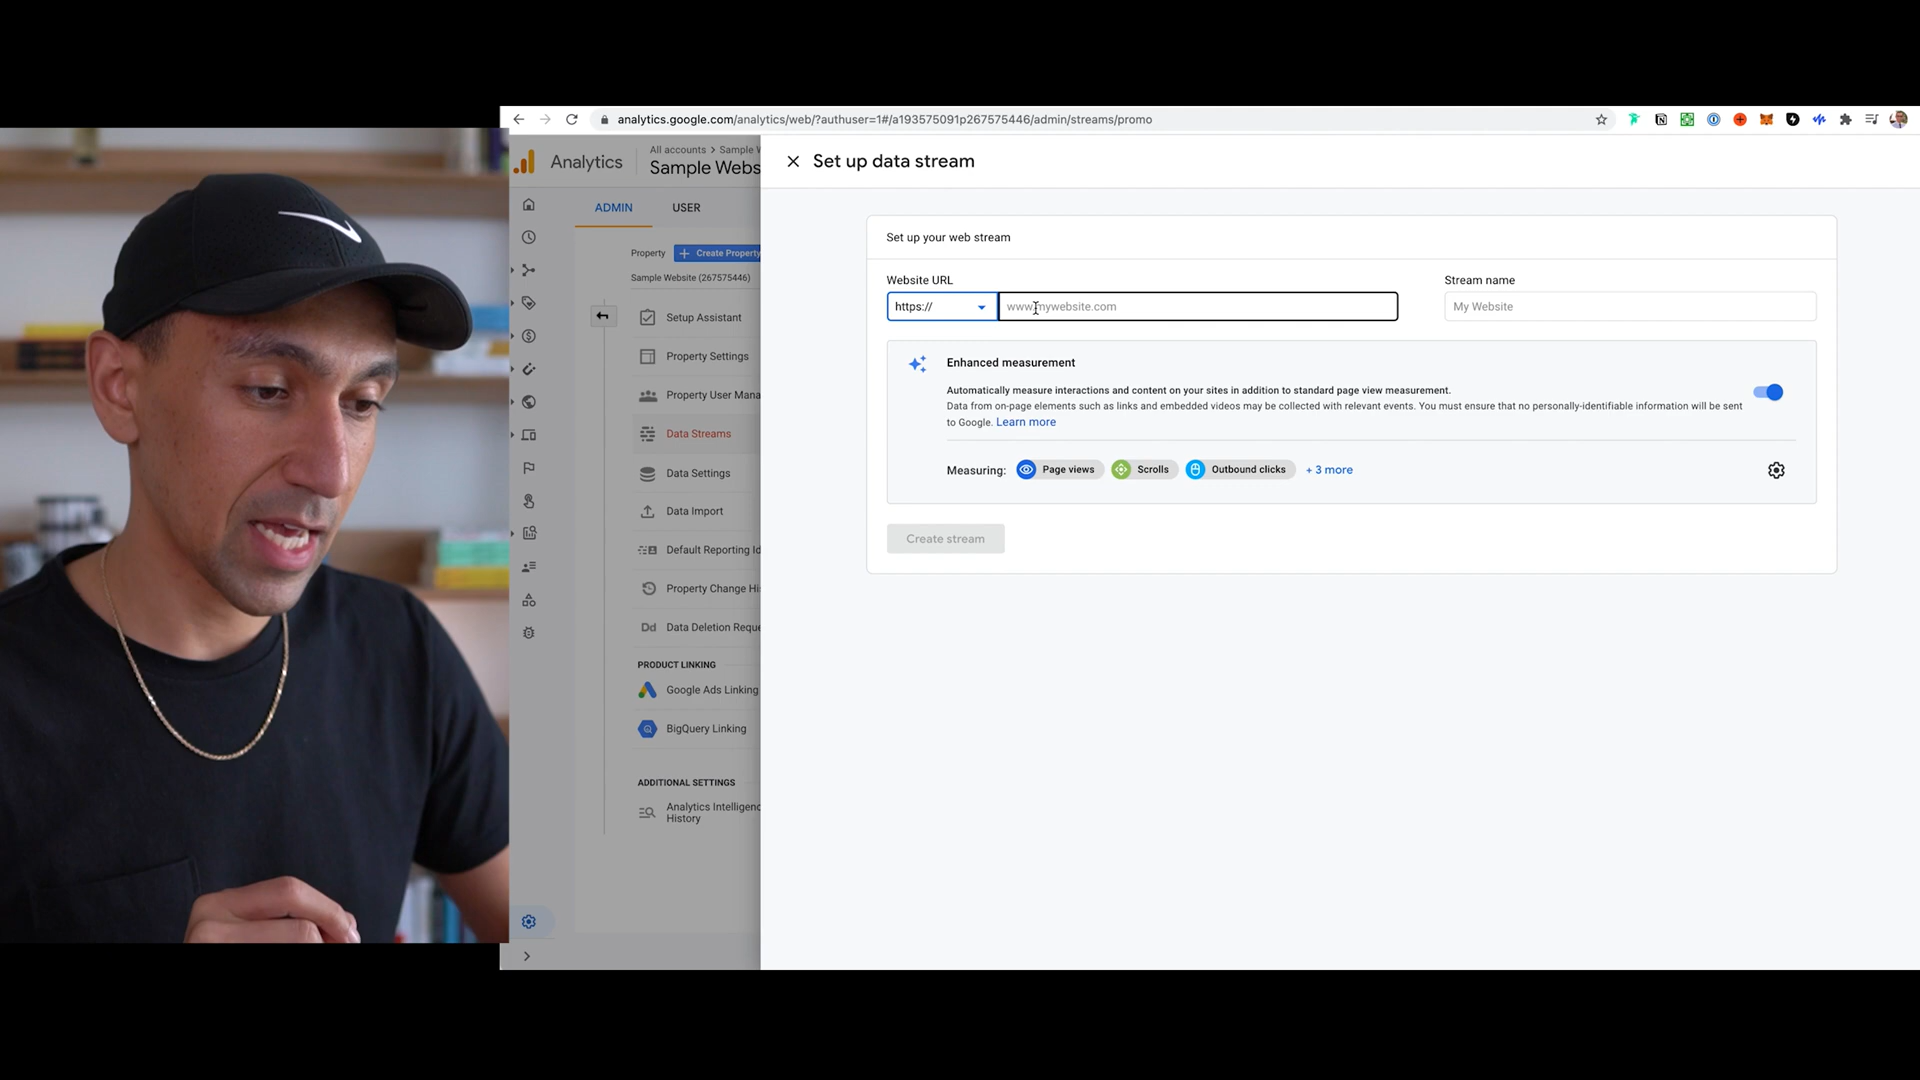 analytics.google.com/analytics/web/?authuser=1#/a193575091p267575446/admin/streams/promo
Analytics
All accounts > Sample W
Sample Webs
Set up data stream
ADMIN
USER
Property
Create Property
Sample Website (267575446)
Setup Assistant
Property Settings
Property User Mana
Data Streams
Data Settings
Data Import
Default Reporting Id
Property Change His
Dd Data Deletion Reque
PRODUCT LINKING
Google Ads Linking
BigQuery Linking
ADDITIONAL SETTINGS
Analytics Intelligenc
History
Set up your web stream
Website URL
Stream name
https://
www.mywebsite.com
My Website
Enhanced measurement
Automatically measure interactions and content on your sites in addition to standard page view measurement.
Data from on-page elements such as links and embedded videos may be collected with relevant events. You must ensure that no personally-identifiable information will be sent
to Google. Learn more
Measuring:
Page views
Scrolls
Outbound clicks
+ 3 more
Create stream